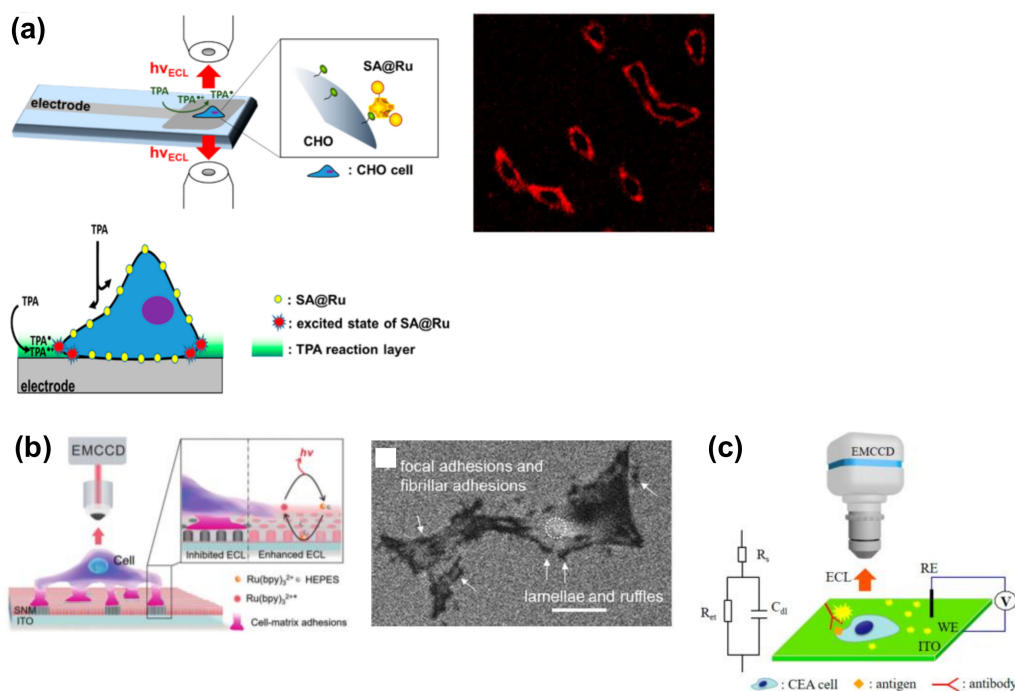 (a)
hνECL
TPA
TPA•+
TPA•
electrode
hνECL
SA@Ru
CHO
: CHO cell
TPA
TPA
TPA•
TPA•+
electrode
: SA@Ru
: excited state of SA@Ru
: TPA reaction layer
(b)
EMCCD
Cell
SNM
ITO
hν
Inhibited ECL
Enhanced ECL
Ru(bpy)₃²⁺
HEPES
Ru(bpy)₃²⁺*
Cell-matrix adhesions
focal adhesions and
fibrillar adhesions
lamellae and ruffles
(c)
EMCCD
Rs
Ret
Cdl
ECL
RE
V
WE
ITO
: CEA cell
: antigen
: antibody